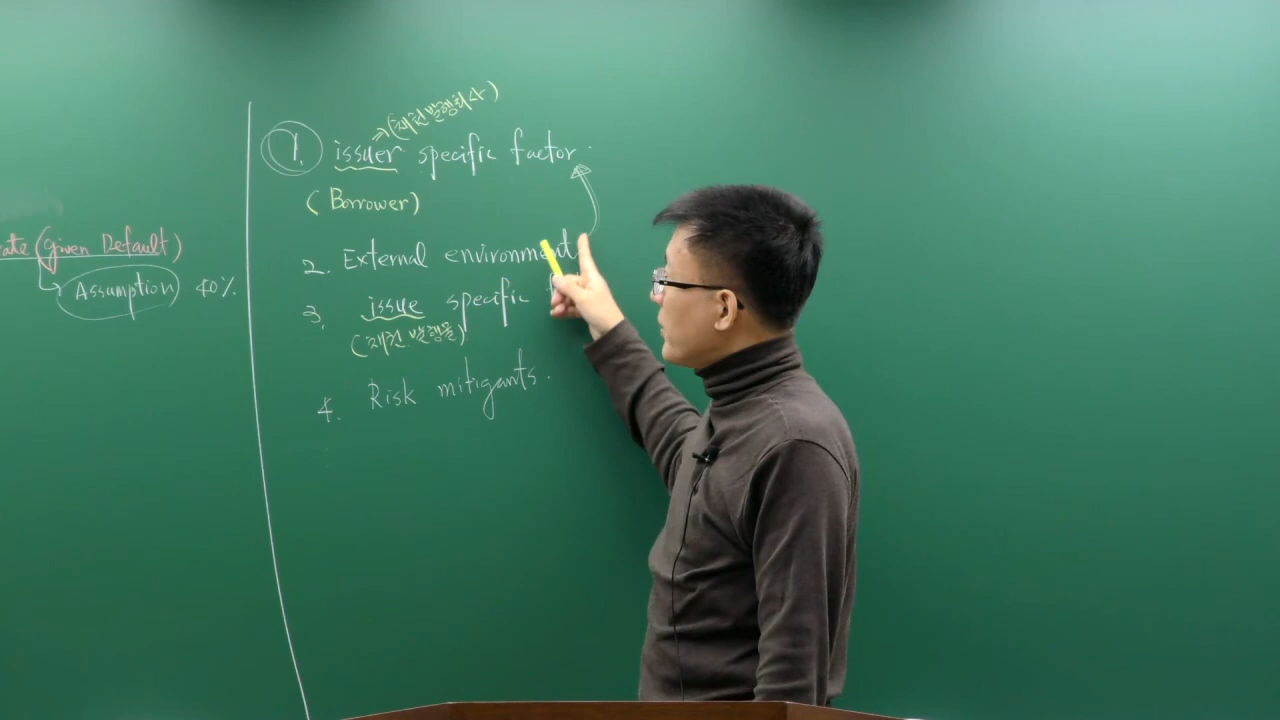 ate (given Default)
Assumption 40%
⇒(채권발행회사)
1. issuer specific factor.
(Borrower)
2. External environment
3. issue specific
(채권 발행물)
4. Risk mitigants.